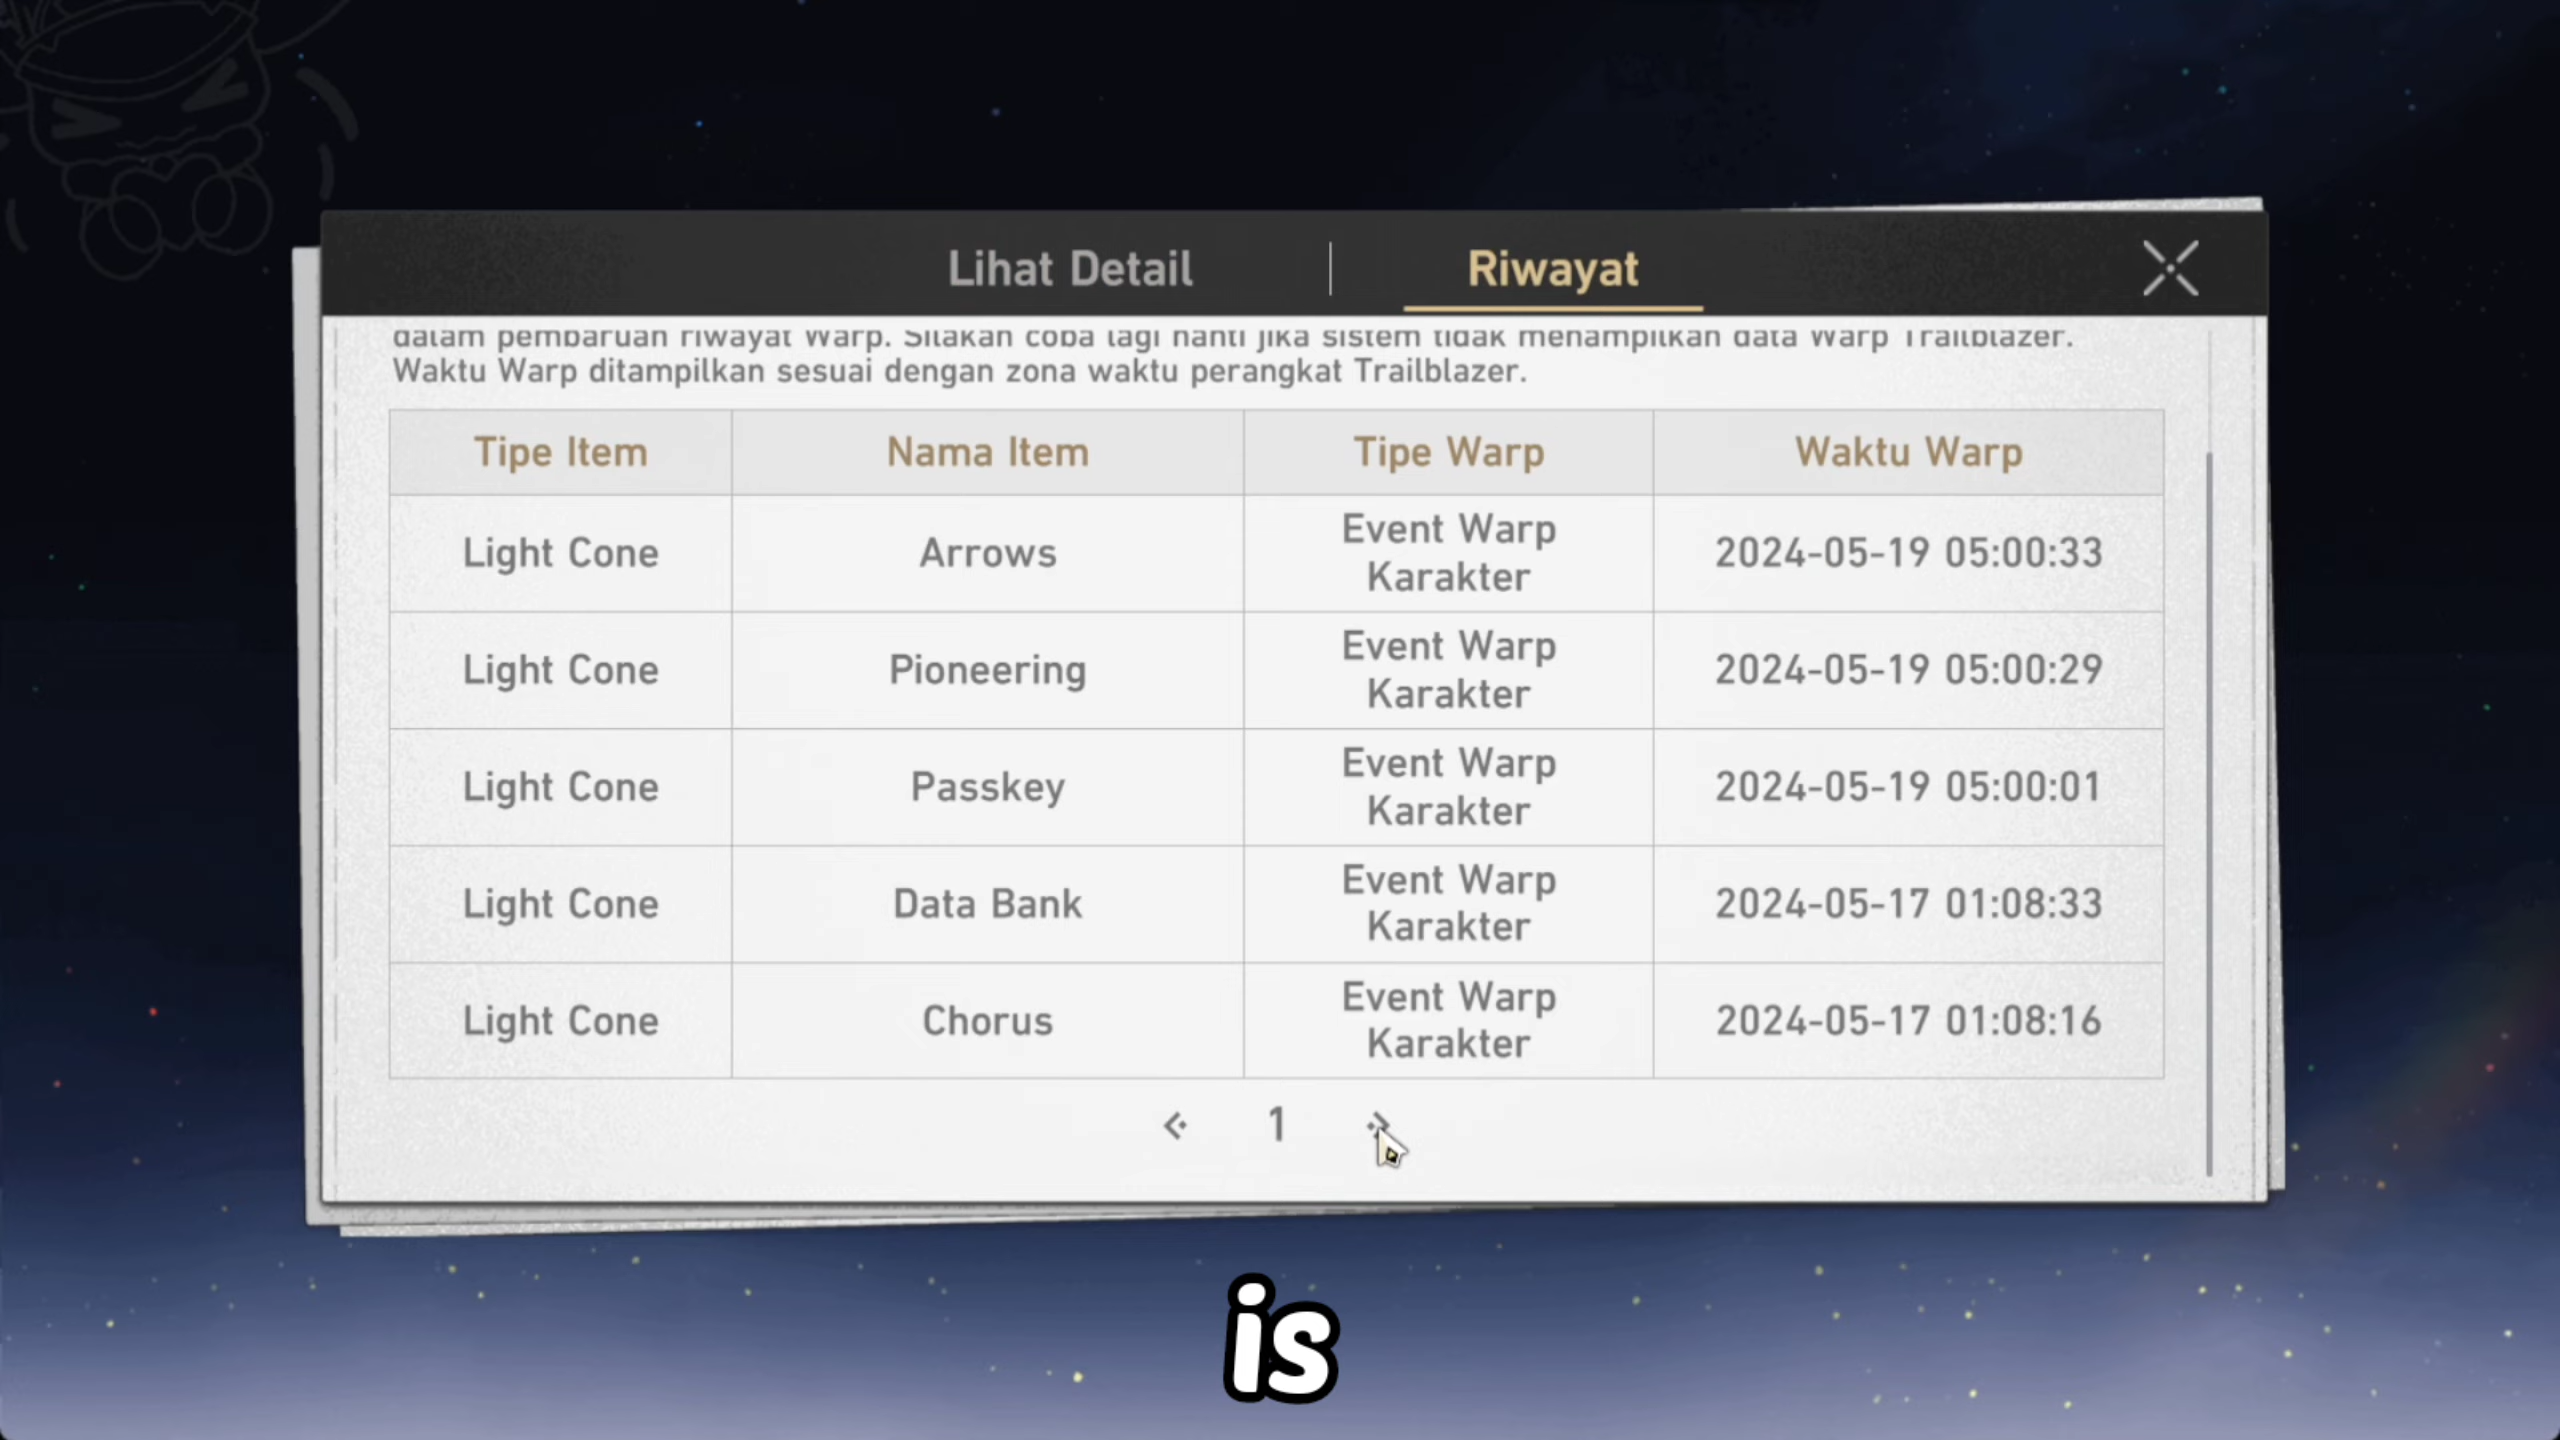 Lihat Detail
Riwayat
dalam pembaruan riwayat Warp. Silakan coba lagi nanti jika sistem tidak menampilkan data Warp Trailblazer.
Waktu Warp ditampilkan sesuai dengan zona waktu perangkat Trailblazer.
Tipe Item Nama Item Tipe Warp Waktu Warp
Light Cone Arrows Event Warp Karakter 2024-05-19 05:00:33
Light Cone Pioneering Event Warp Karakter 2024-05-19 05:00:29
Light Cone Passkey Event Warp Karakter 2024-05-19 05:00:01
Light Cone Data Bank Event Warp Karakter 2024-05-17 01:08:33
Light Cone Chorus Event Warp Karakter 2024-05-17 01:08:16
1
is